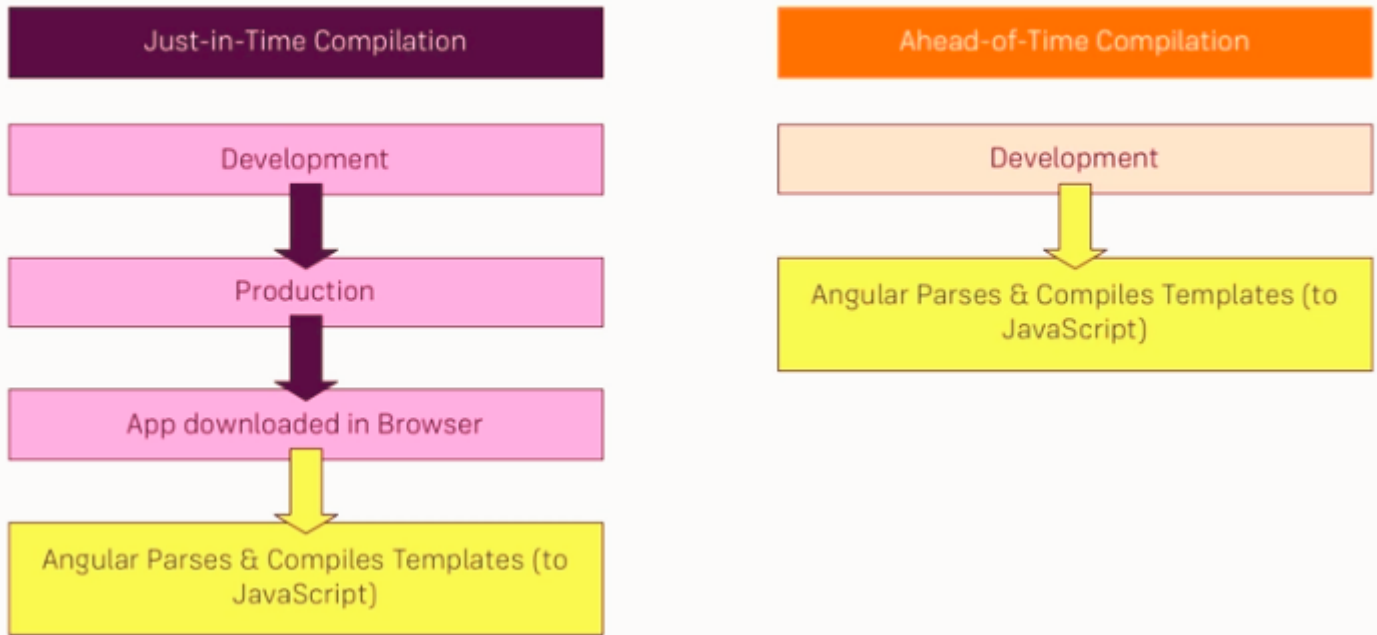 Just-in-Time Compilation
Development
Production
App downloaded in Browser
Angular Parses & Compiles Templates (to
JavaScript)
Ahead-of-Time Compilation
Development
Angular Parses & Compiles Templates (to
JavaScript)